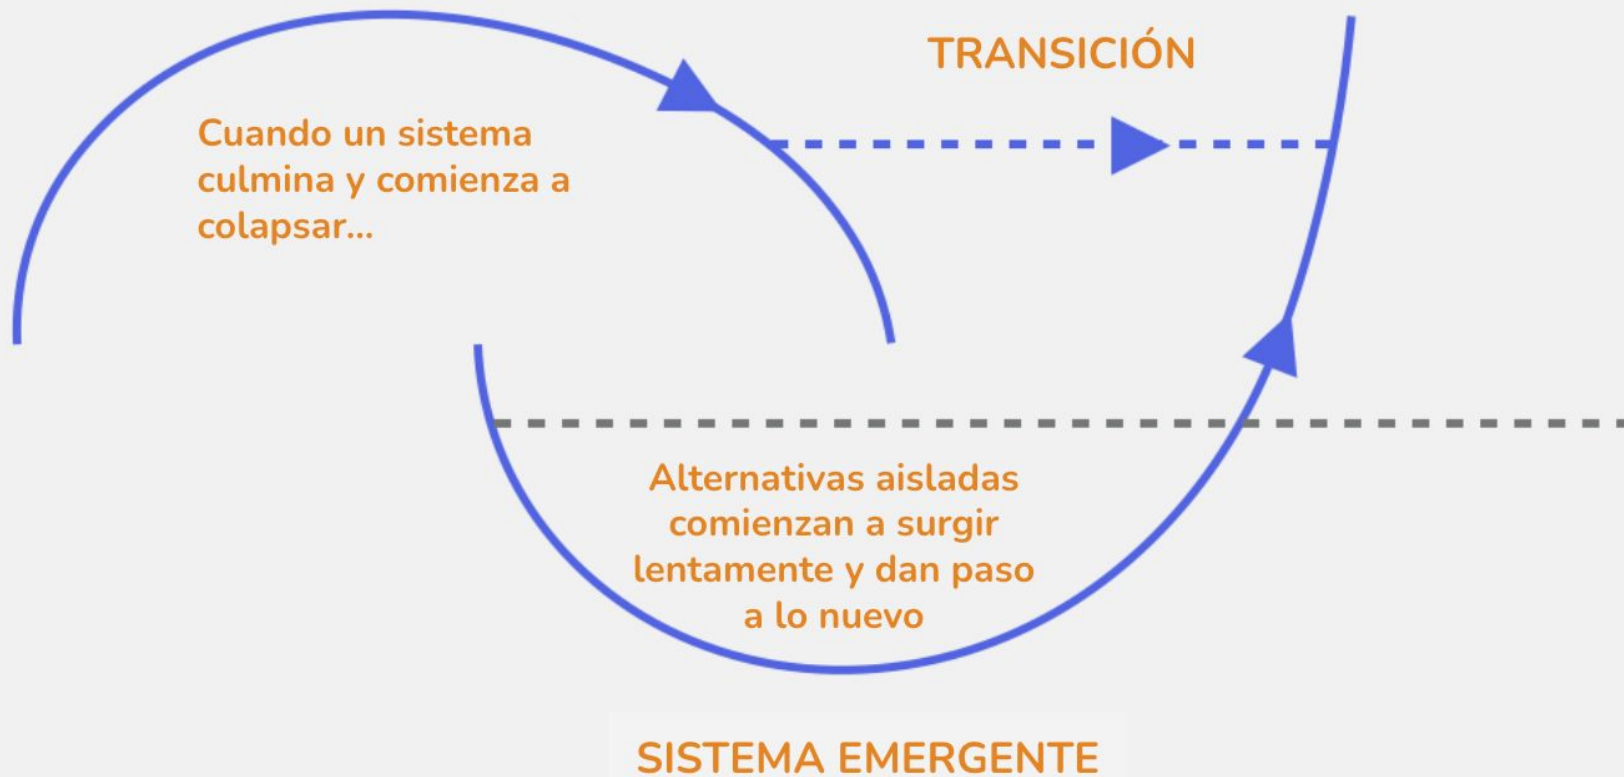 TRANSICIÓN
Cuando un sistema
culmina y comienza a
colapsar...
Alternativas aisladas
comienzan a surgir
lentamente y dan paso
a lo nuevo
SISTEMA EMERGENTE